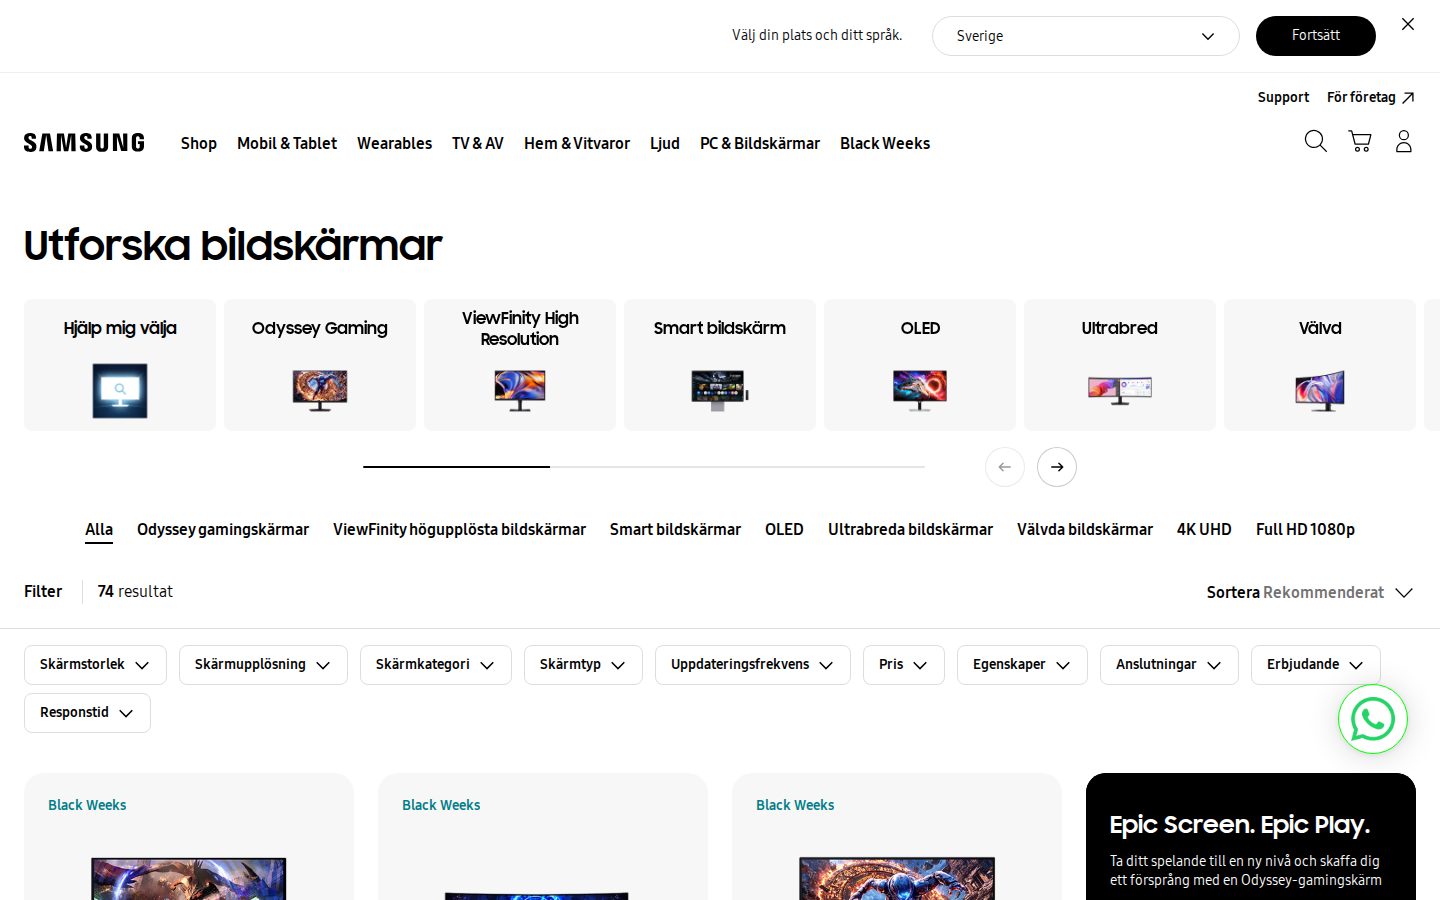 Välj din plats och ditt språk.
Sverige
Fortsätt
Support
För företag
SAMSUNG
Shop
Mobil & Tablet
Wearables
TV & AV
Hem & Vitvaror
Ljud
PC & Bildskärmar
Black Weeks
Utforska bildskärmar
Hjälp mig välja
Odyssey Gaming
ViewFinity High
Resolution
Smart bildskärm
OLED
Ultrabred
Välvd
Alla
Odyssey gamingskärmar
ViewFinity högupplösta bildskärmar
Smart bildskärmar
OLED
Ultrabreda bildskärmar
Välvda bildskärmar
4K UHD
Full HD 1080p
Filter
74 resultat
Sortera Rekommenderat
Skärmstorlek
Skärmupplösning
Skärmkategori
Skärmtyp
Uppdateringsfrekvens
Pris
Egenskaper
Anslutningar
Erbjudande
Responstid
Black Weeks
Black Weeks
Black Weeks
Epic Screen. Epic Play.
Ta ditt spelande till en ny nivå och skaffa dig
ett försprång med en Odyssey-gamingskärm